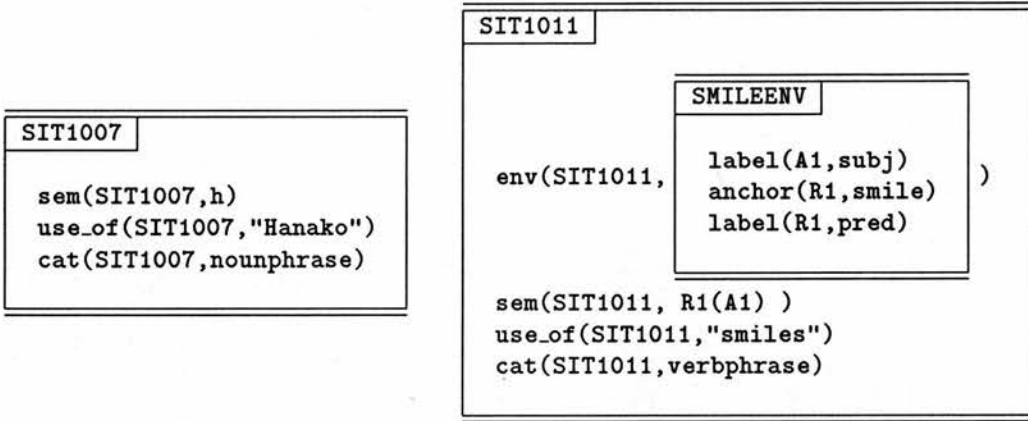 SIT1007
sem(SIT1007,h)
use_of(SIT1007,"Hanako")
cat(SIT1007,nounphrase)
SIT1011
SMILEENV
env(SIT1011,
label(A1,subj)
anchor(R1,smile)
label(R1,pred)
)
sem(SIT1011, R1(A1) )
use_of(SIT1011,"smiles")
cat(SIT1011,verbphrase)